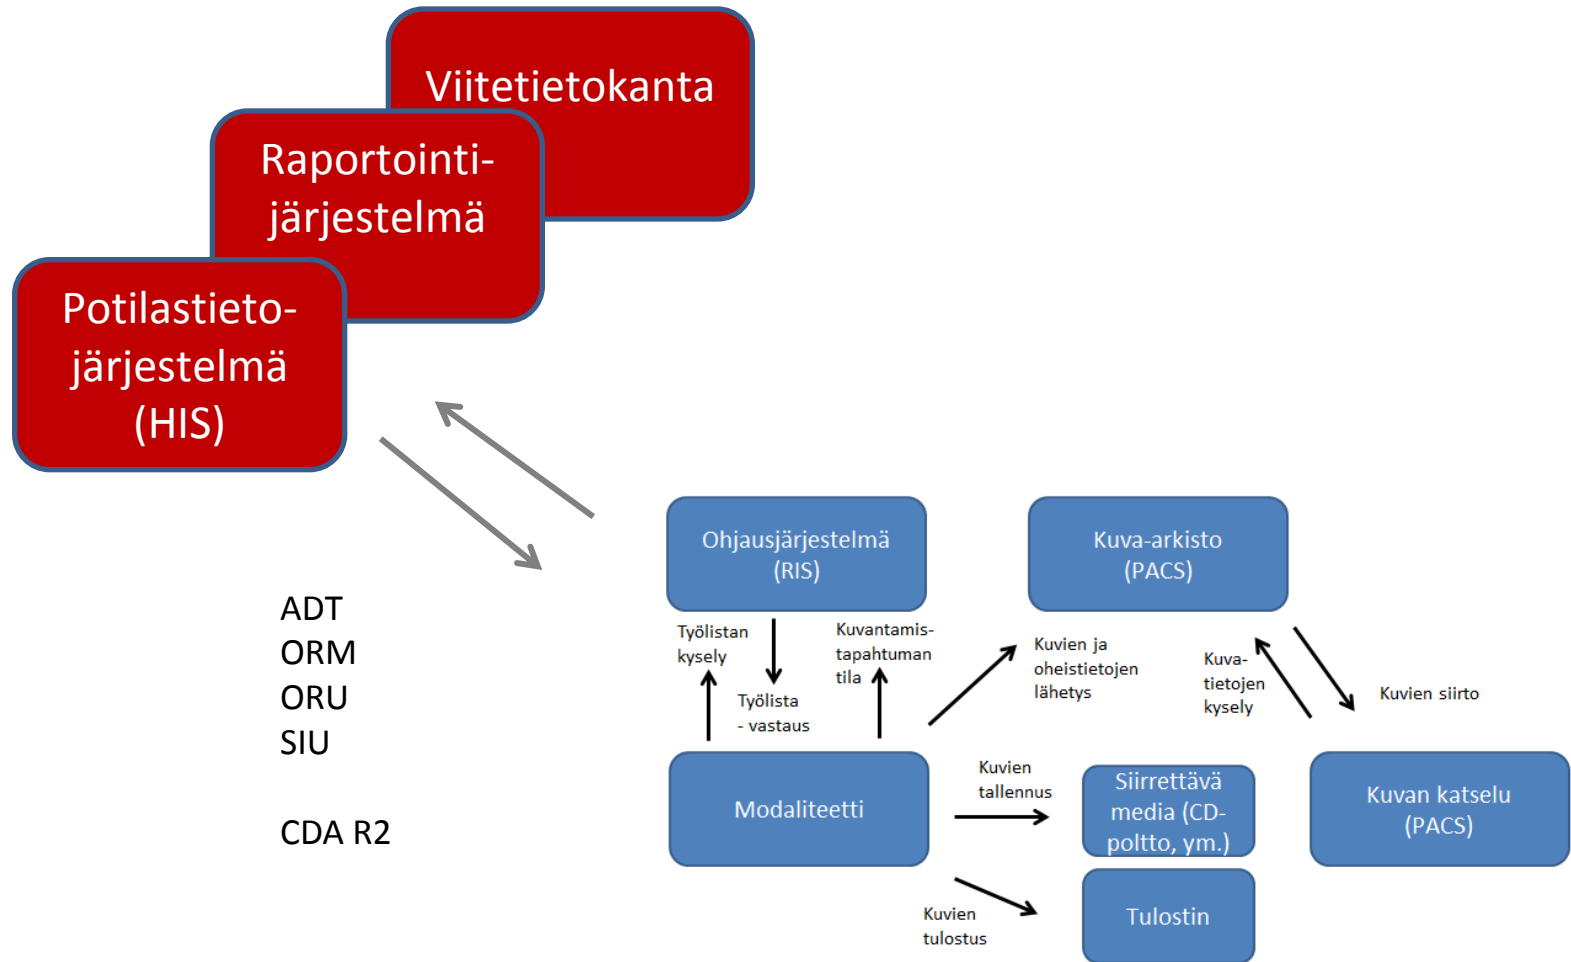 Viitetietokanta
Raportointi-
järjestelmä
Potilastieto-
järjestelmä
(HIS)
ADT
ORM
ORU
SIU
CDA R2
Ohjausjärjestelmä
(RIS)
Kuva-arkisto
(PACS)
Työlistan
kysely
Työlista
- vastaus
Kuvantamis-
tapahtuman
tila
Kuvien ja
oheistietojen
lähetys
Kuva-
tietojen
kysely
Kuvien siirto
Modaliteetti
Kuvien
tallennus
Siirrettävä
media (CD-
poltto, ym.)
Kuvan katselu
(PACS)
Kuvien
tulostus
Tulostin